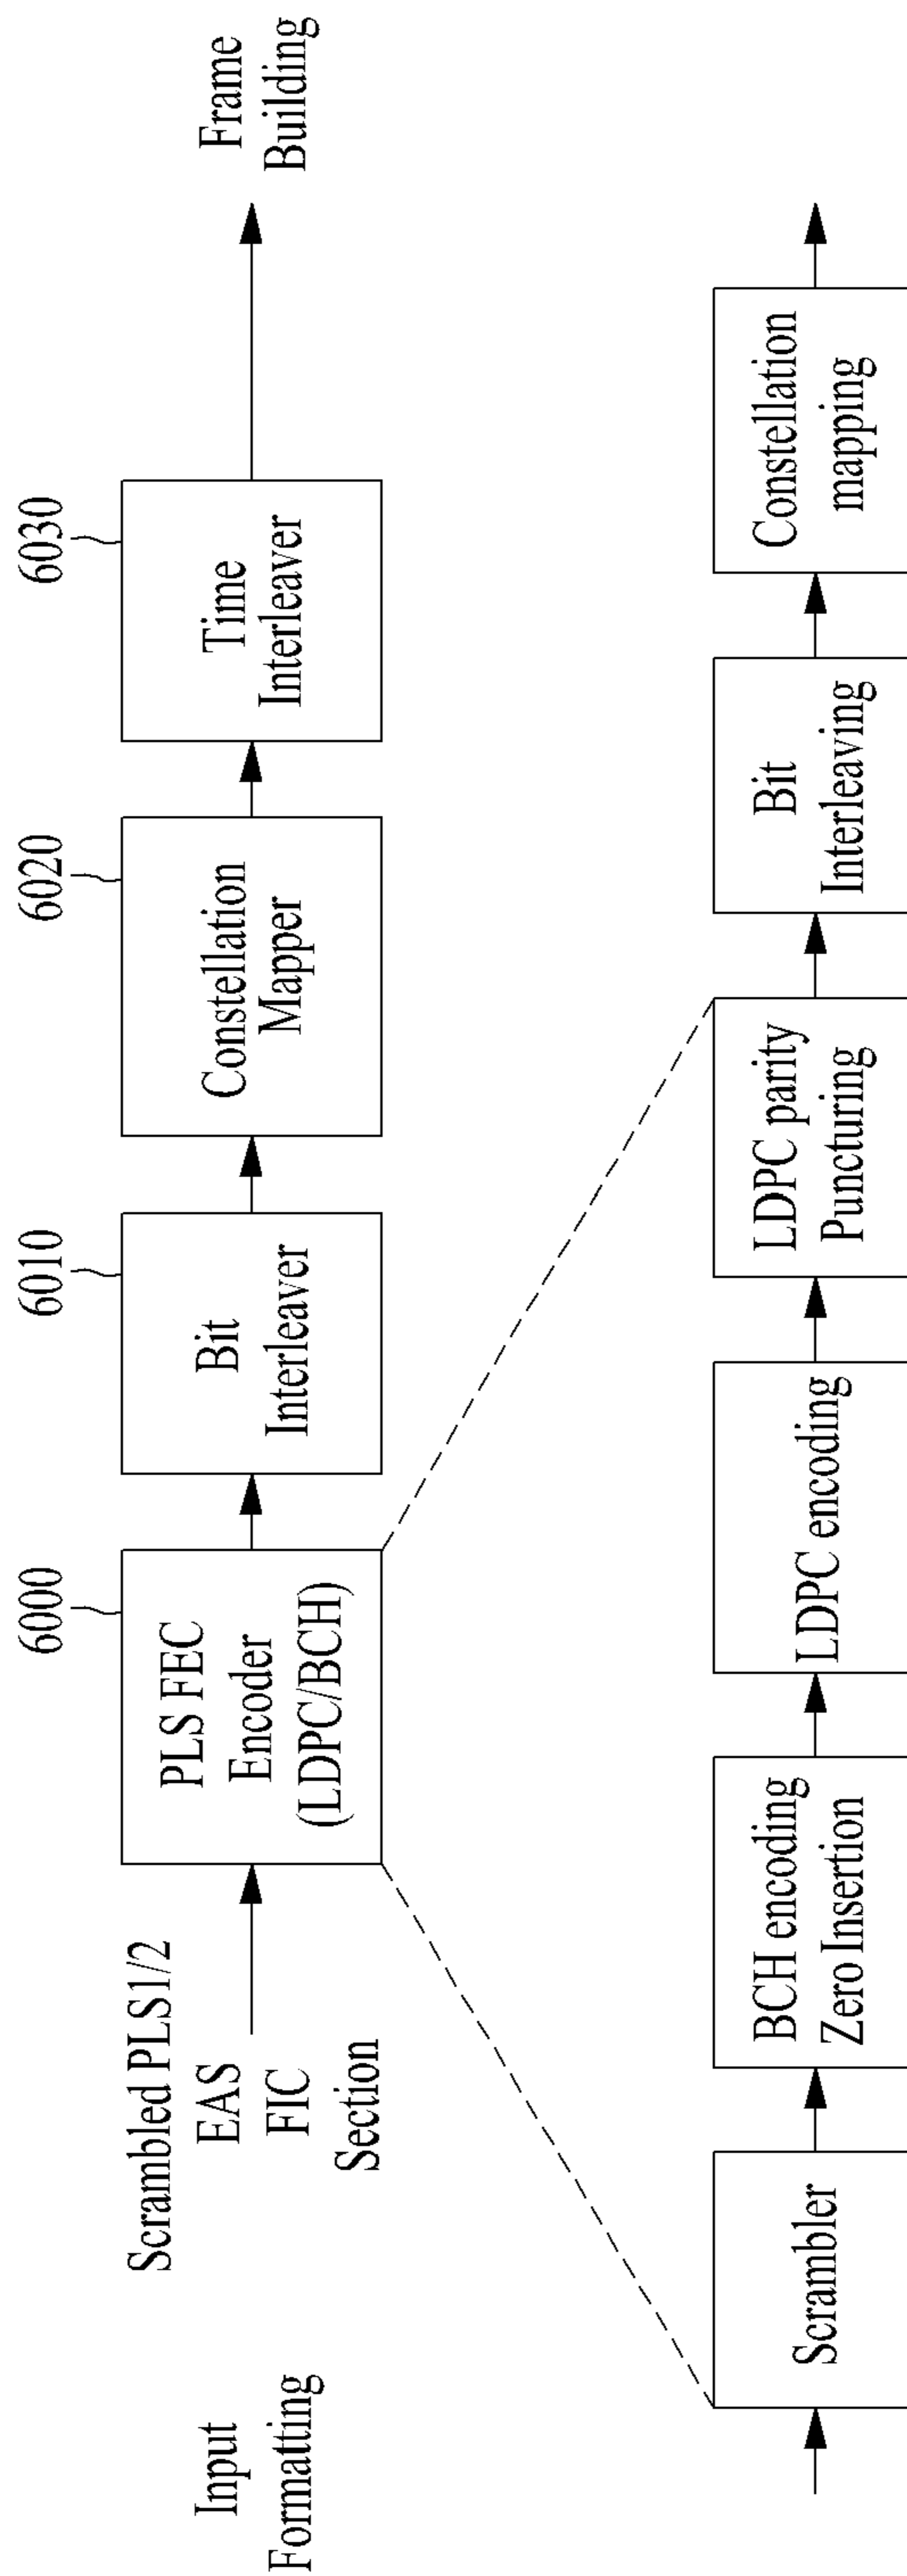 Input
Formatting
Scrambled PLS1/2
EAS
FIC
Section
6000
PLS FEC
Encoder
(LDPC/BCH)
6010
Bit
Interleaver
6020
Constellation
Mapper
6030
Time
Interleaver
Frame
Building
Scrambler
BCH encoding
Zero Insertion
LDPC encoding
LDPC parity
Puncturing
Bit
Interleaving
Constellation
mapping